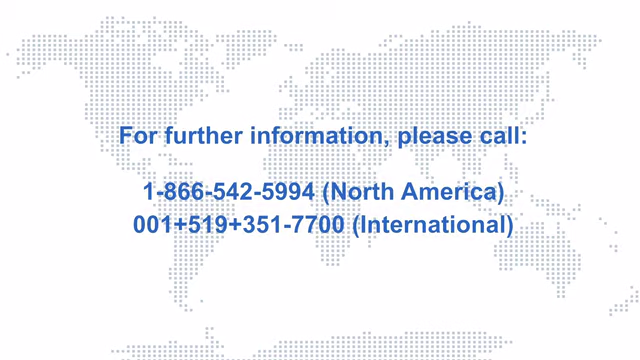 For further information, please call:
1-866-542-5994 (North America)
001+519+351-7700 (International)